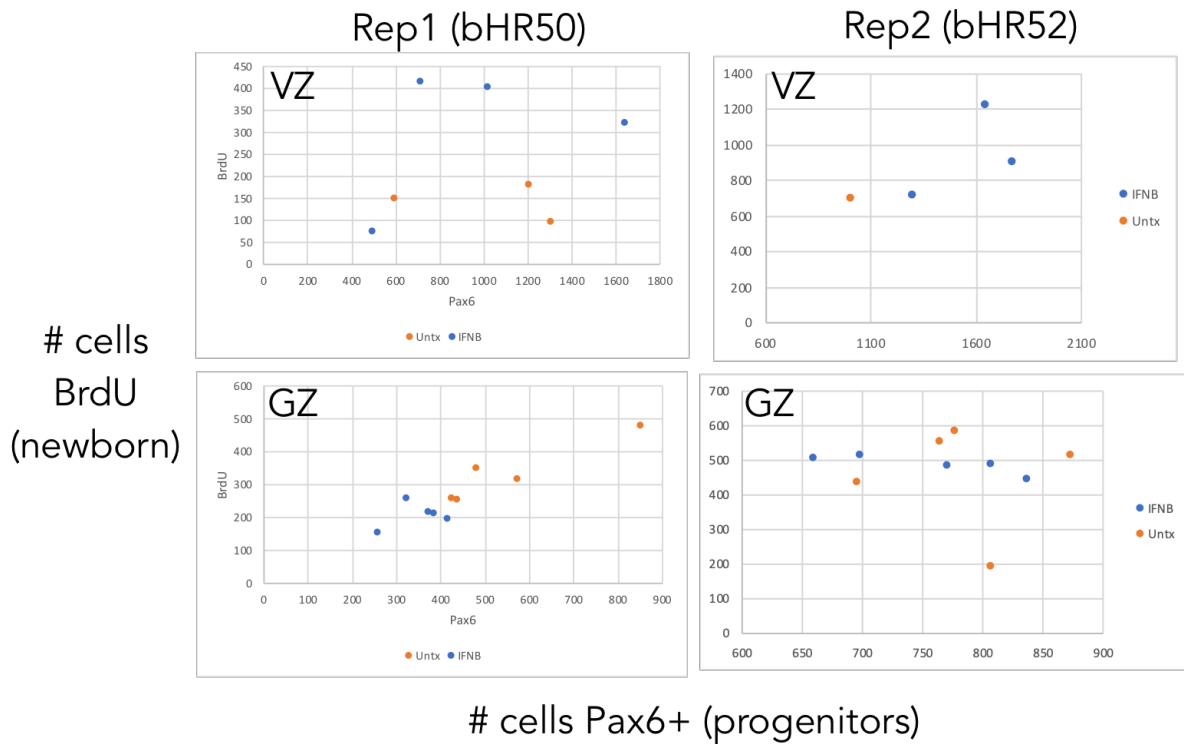 Rep1 (bHR50)
Rep2 (bHR52)
VZ
450
400
350
300
250
200
150
100
50
0
BrdU
0 200 400 600 800 1000 1200 1400 1600 1800
Pax6
Untx IFNB
VZ
1400
1200
1000
800
600
400
200
0
600 1100 1600 2100
IFNB
Untx
# cells
BrdU
(newborn)
GZ
600
500
400
300
200
100
0
BrdU
0 100 200 300 400 500 600 700 800 900
Pax6
Untx IFNB
GZ
700
600
500
400
300
200
100
0
600 650 700 750 800 850 900
IFNB
Untx
# cells Pax6+ (progenitors)